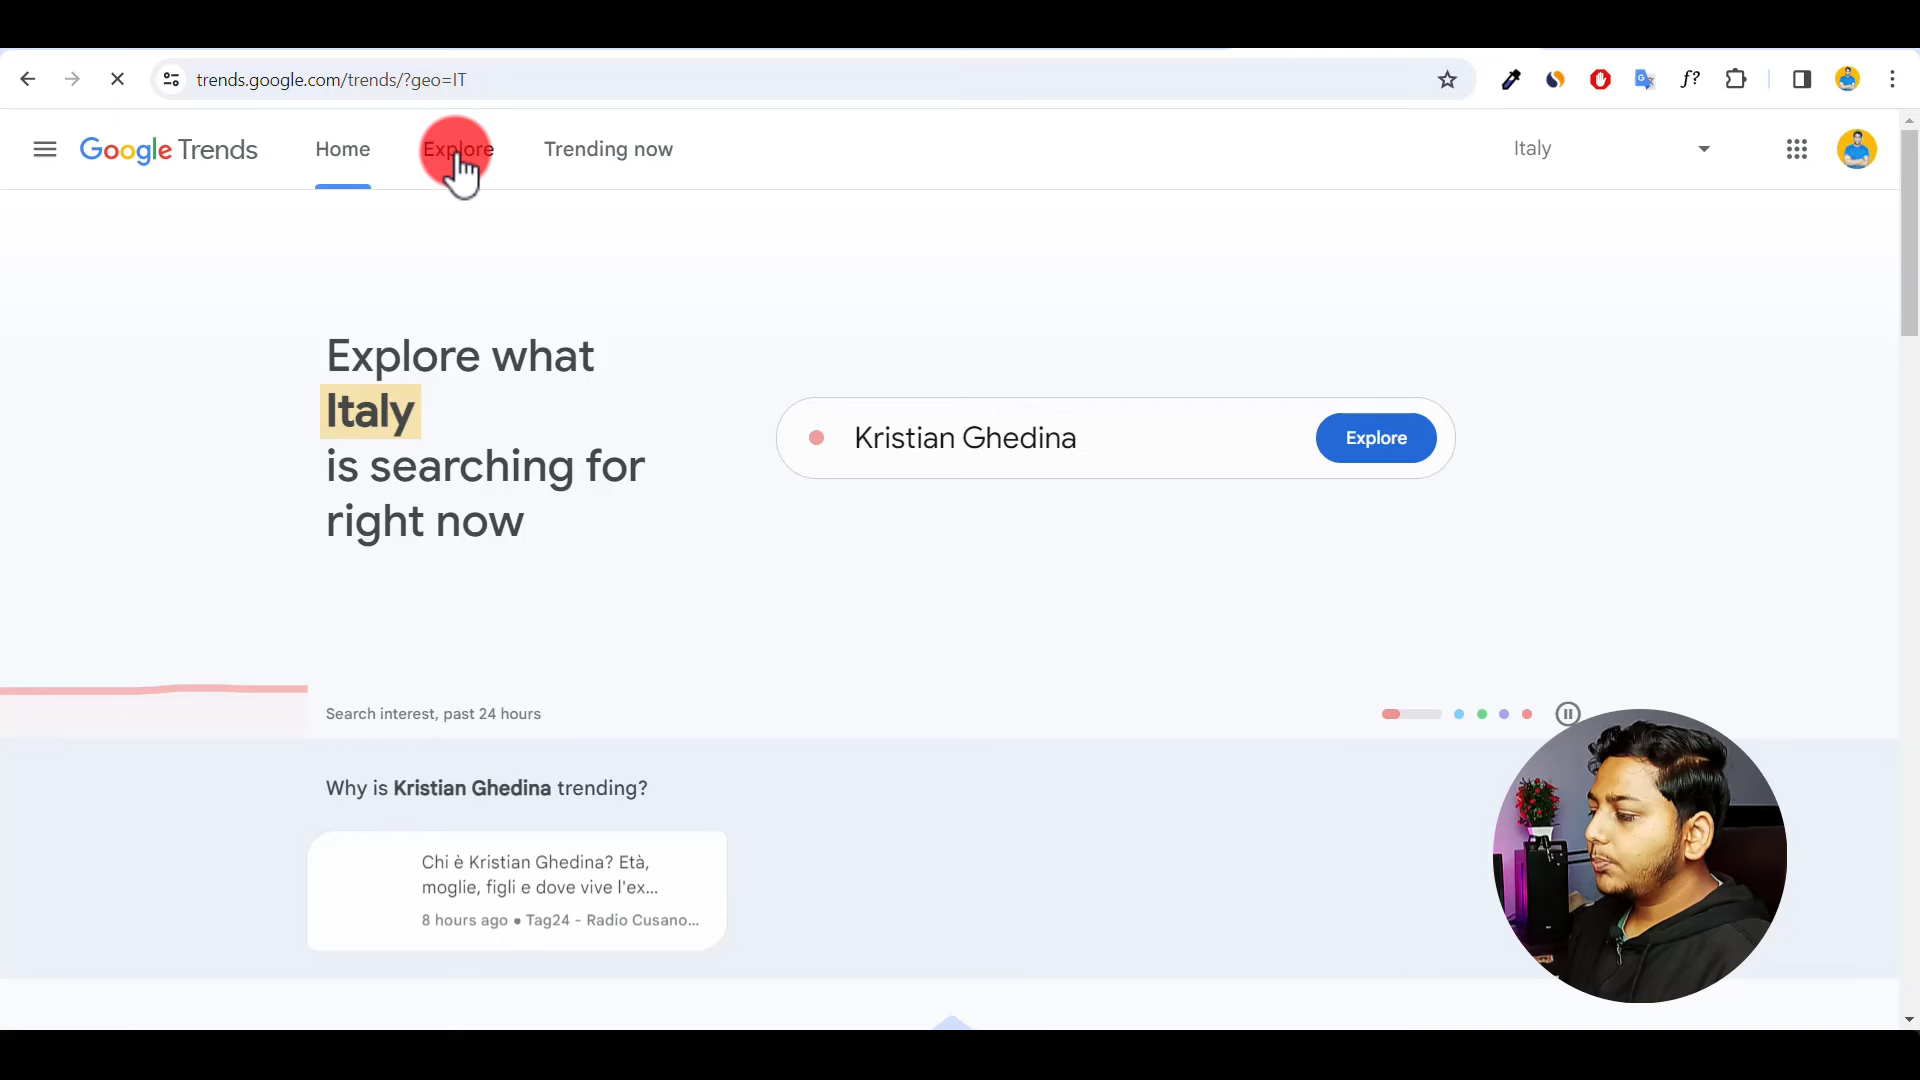 trends.google.com/trends/?geo=IT
f?
Google Trends
Home
Explore
Trending now
Italy
Explore what
Italy
is searching for
right now
Kristian Ghedina
Explore
Search interest, past 24 hours
Why is Kristian Ghedina trending?
Chi è Kristian Ghedina? Età,
moglie, figli e dove vive l'ex...
8 hours ago • Tag24 - Radio Cusano...